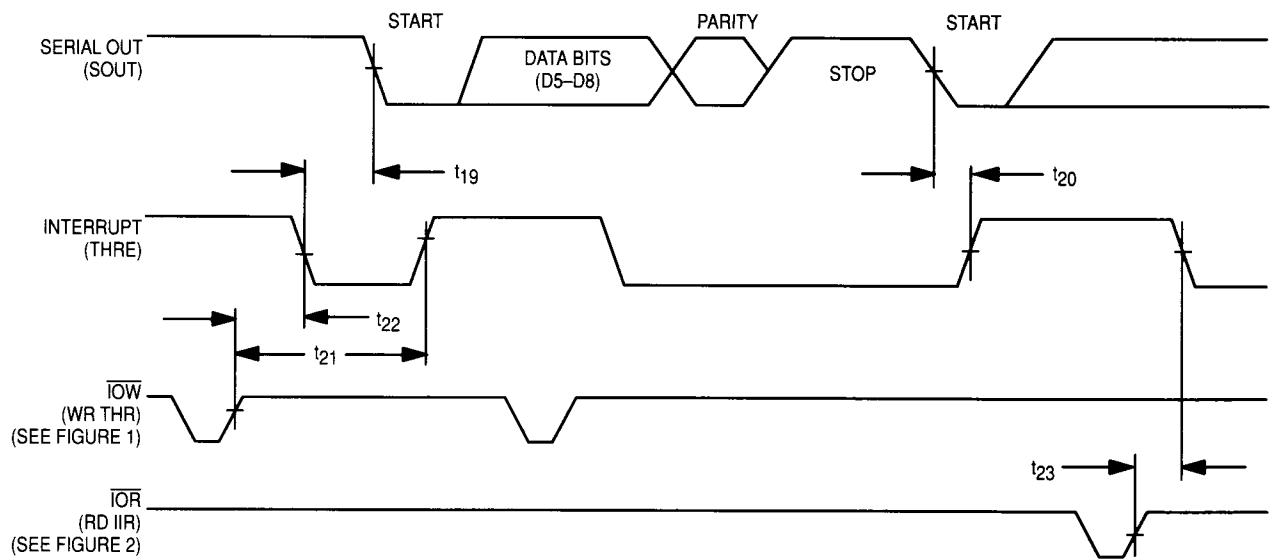 START
PARITY
START
SERIAL OUT
(SOUT)
DATA BITS
(D5–D8)
STOP
t19
t20
INTERRUPT
(THRE)
t22
t21
IOW
(WR THR)
(SEE FIGURE 1)
t23
IOR
(RD IIR)
(SEE FIGURE 2)